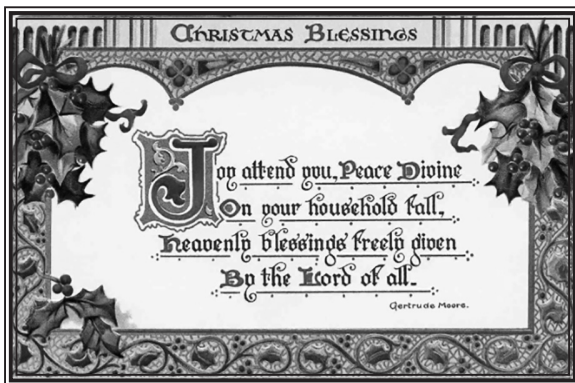 Christmas Blessings
Joy attend you, Peace Divine
On your household fall,
Heavenly blessings freely given
By the Lord of all.
Gertrude Moore.